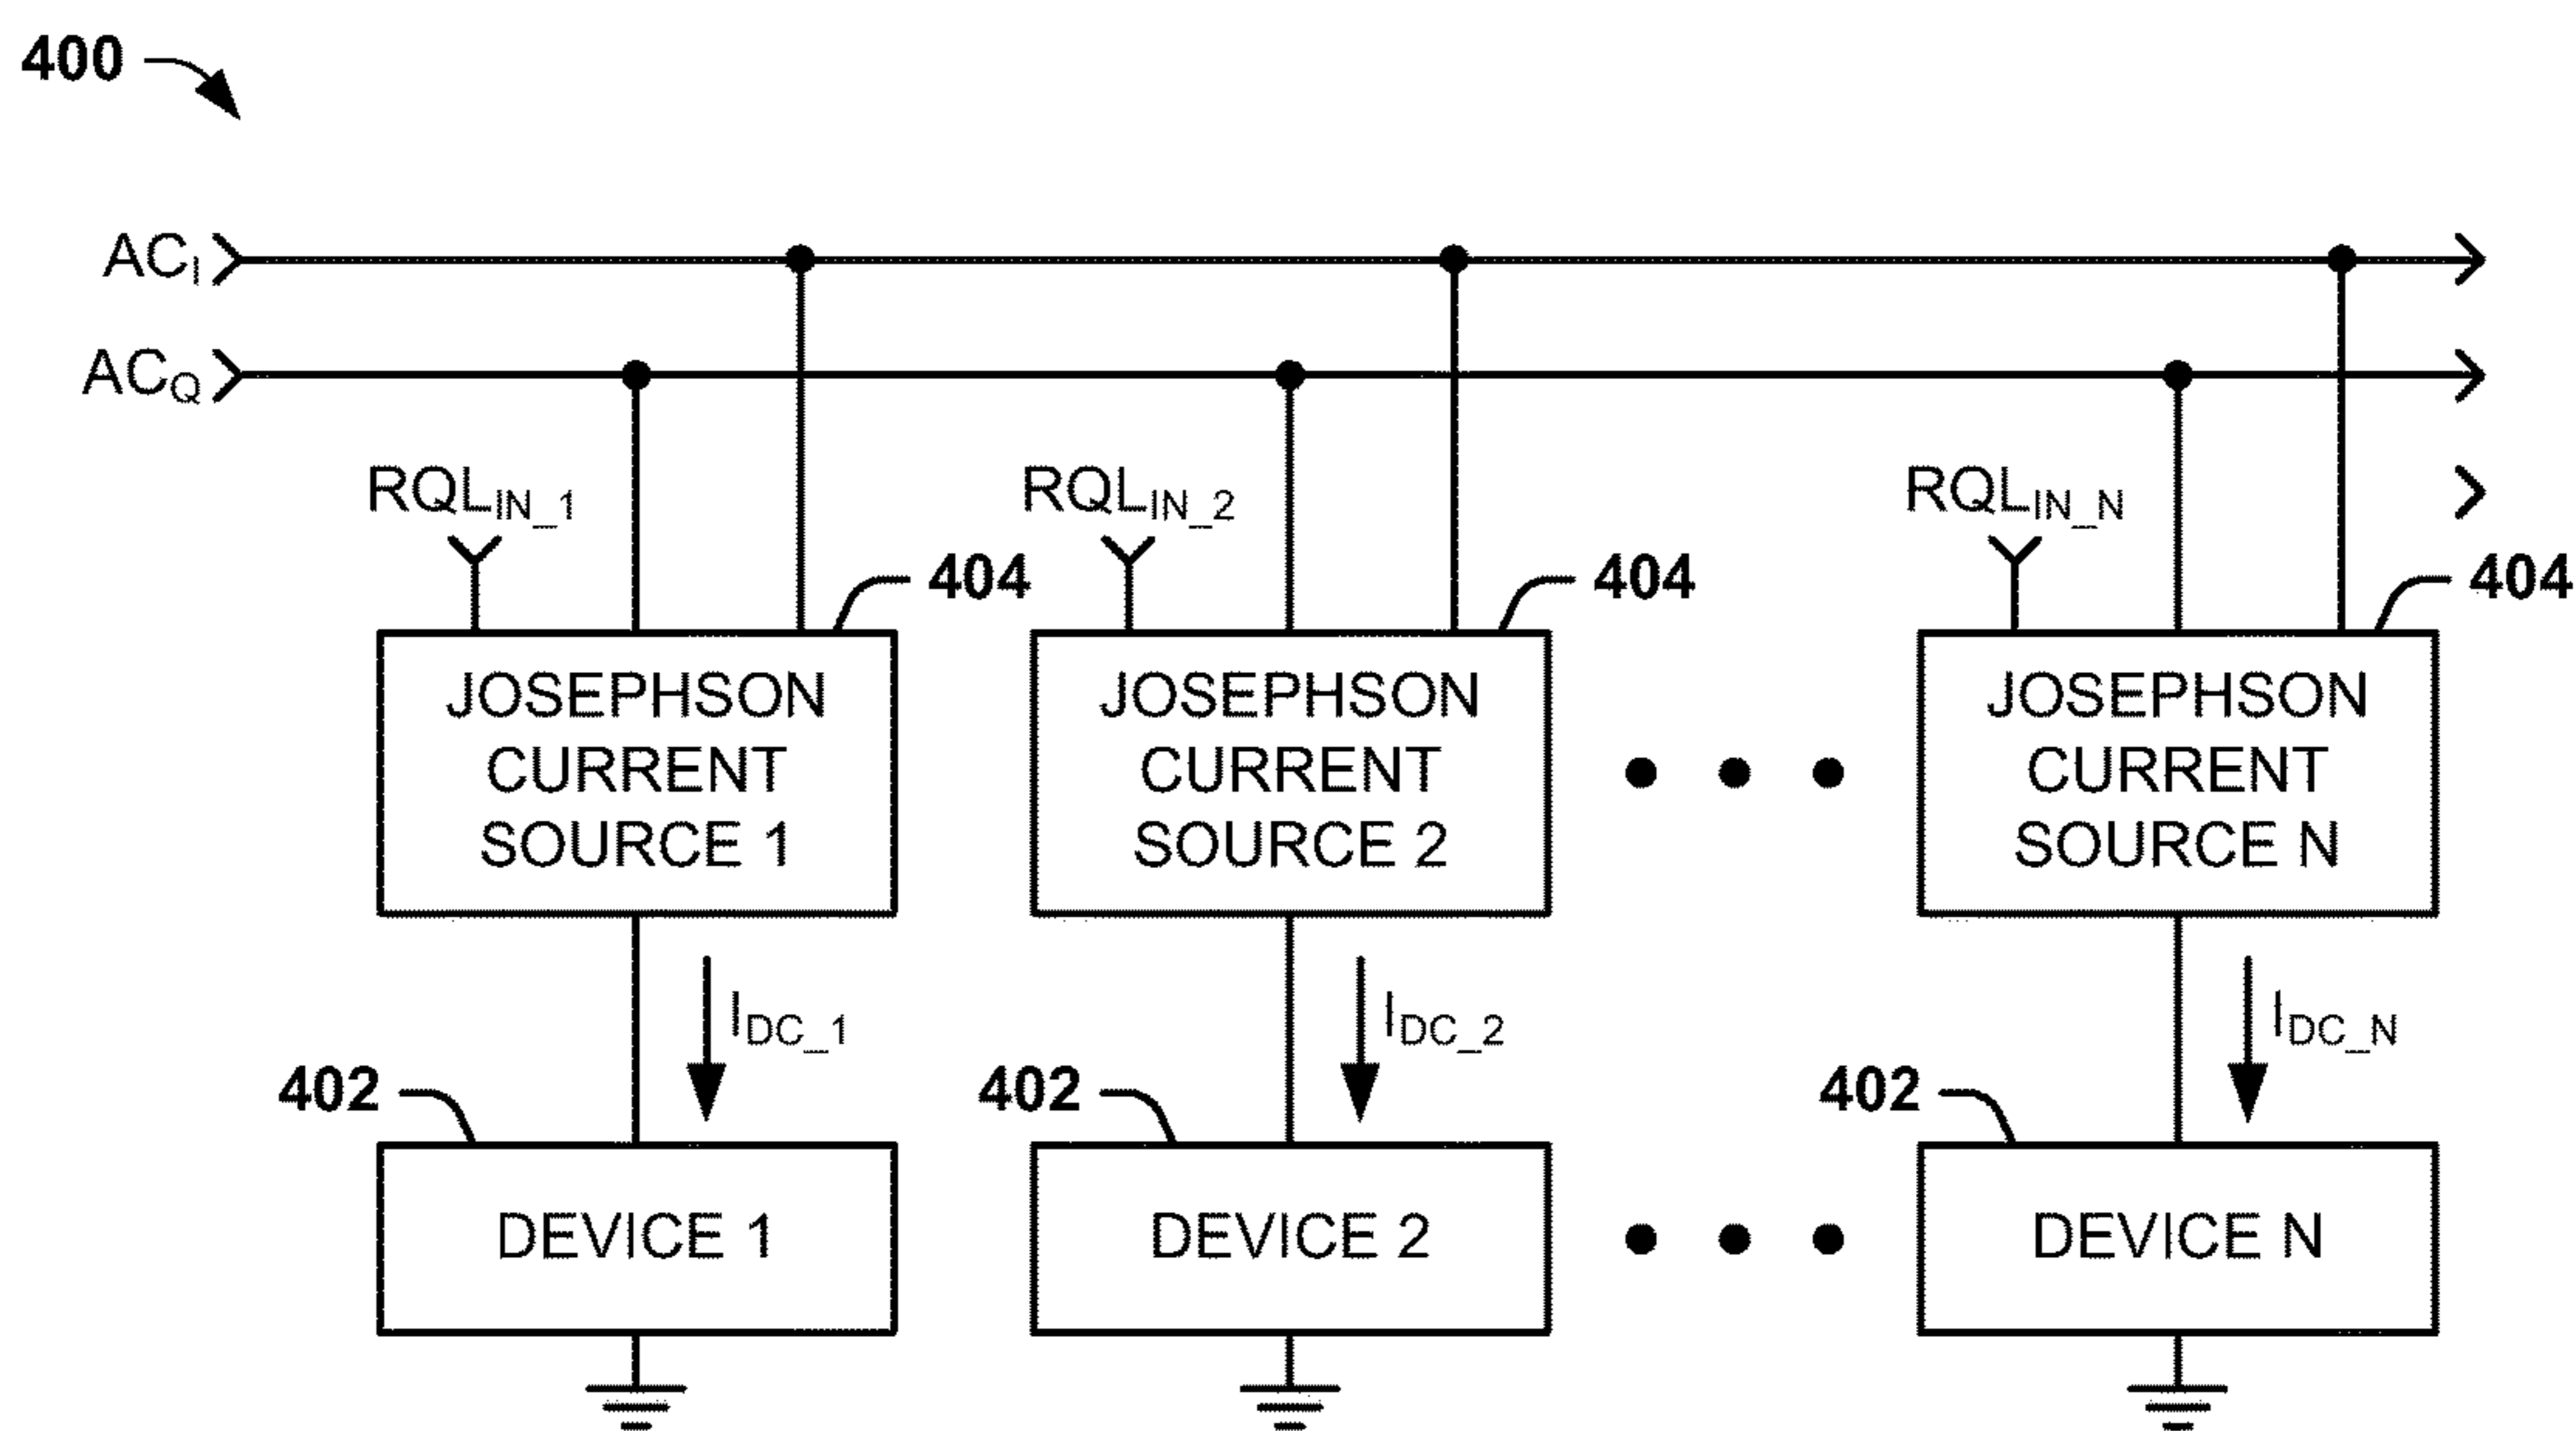 400
AC_I
AC_Q
RQL_IN_1
RQL_IN_2
RQL_IN_N
404
404
404
JOSEPHSON
CURRENT
SOURCE 1
JOSEPHSON
CURRENT
SOURCE 2
JOSEPHSON
CURRENT
SOURCE N
I_DC_1
I_DC_2
I_DC_N
402
402
402
DEVICE 1
DEVICE 2
DEVICE N